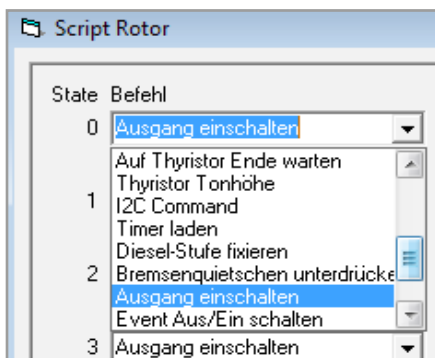 Script Rotor
State Befehl
0 Ausgang einschalten
Auf Thyristor Ende warten
Thyristor Tonhöhe
1 I2C Command
Timer laden
Diesel-Stufe fixieren
2 Bremsenquietschen unterdrücke
Ausgang einschalten
Event Aus/Ein schalten
3 Ausgang einschalten